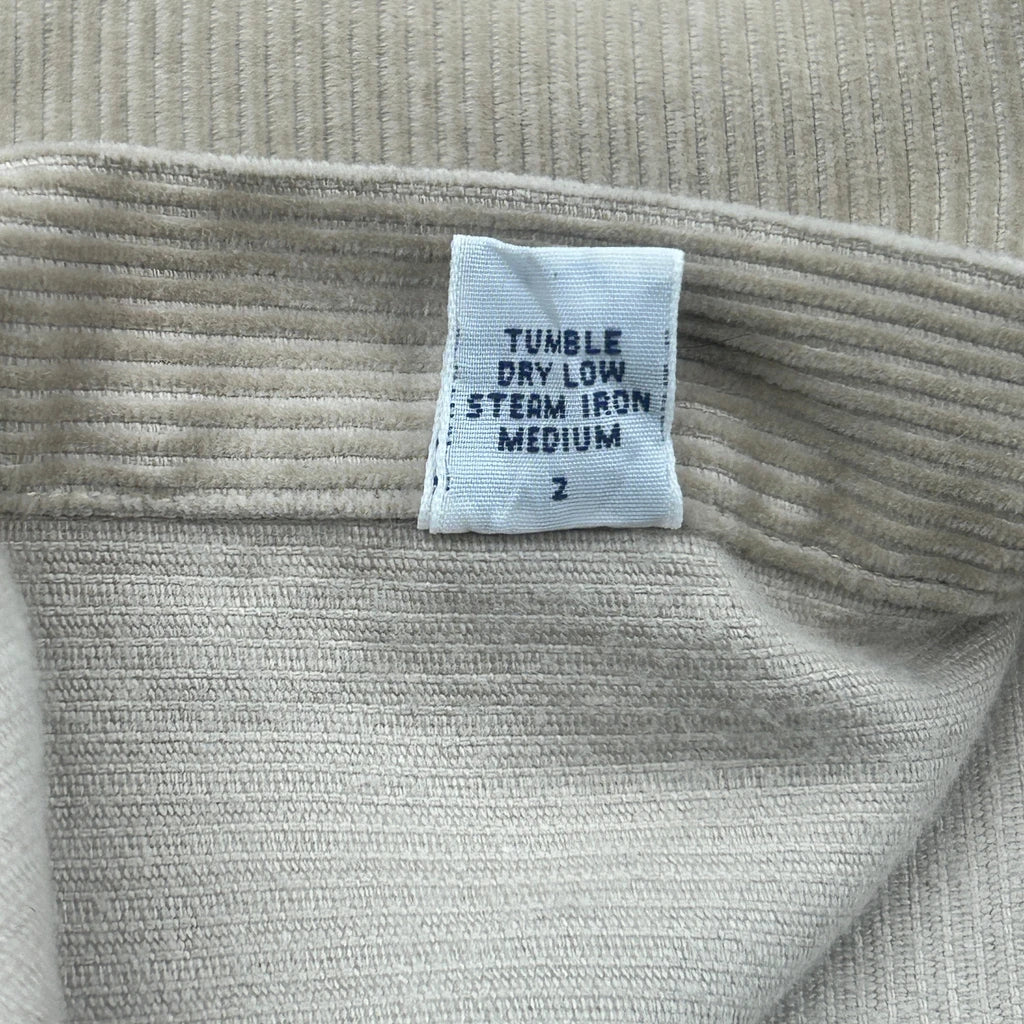 TUMBLE
DRY LOW
STEAM IRON
MEDIUM
2